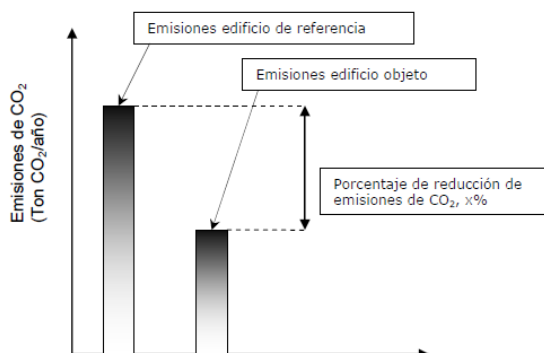 Emisiones edificio de referencia
Emisiones edificio objeto
Emisiones de CO₂
(Ton CO₂/año)
Porcentaje de reducción de
emisiones de CO₂, x%